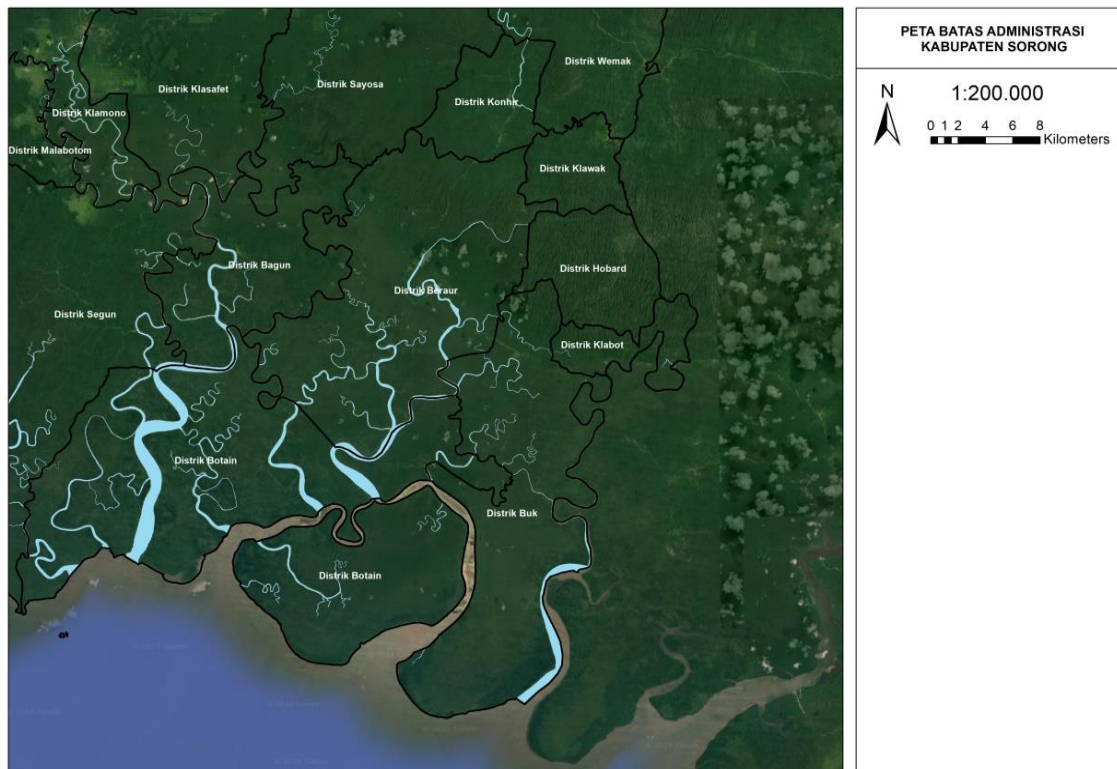 PETA BATAS ADMINISTRASI
KABUPATEN SORONG
N
1:200.000
0 1 2 4 6 8
Kilometers
Distrik Wemak
Distrik Sayosa
Distrik Klasafet
Distrik Konhir
Distrik Klamono
Distrik Malabotom
Distrik Klawak
Distrik Bagun
Distrik Hobard
Distrik Beraur
Distrik Segun
Distrik Klabot
Distrik Botain
Distrik Buk
Distrik Botain